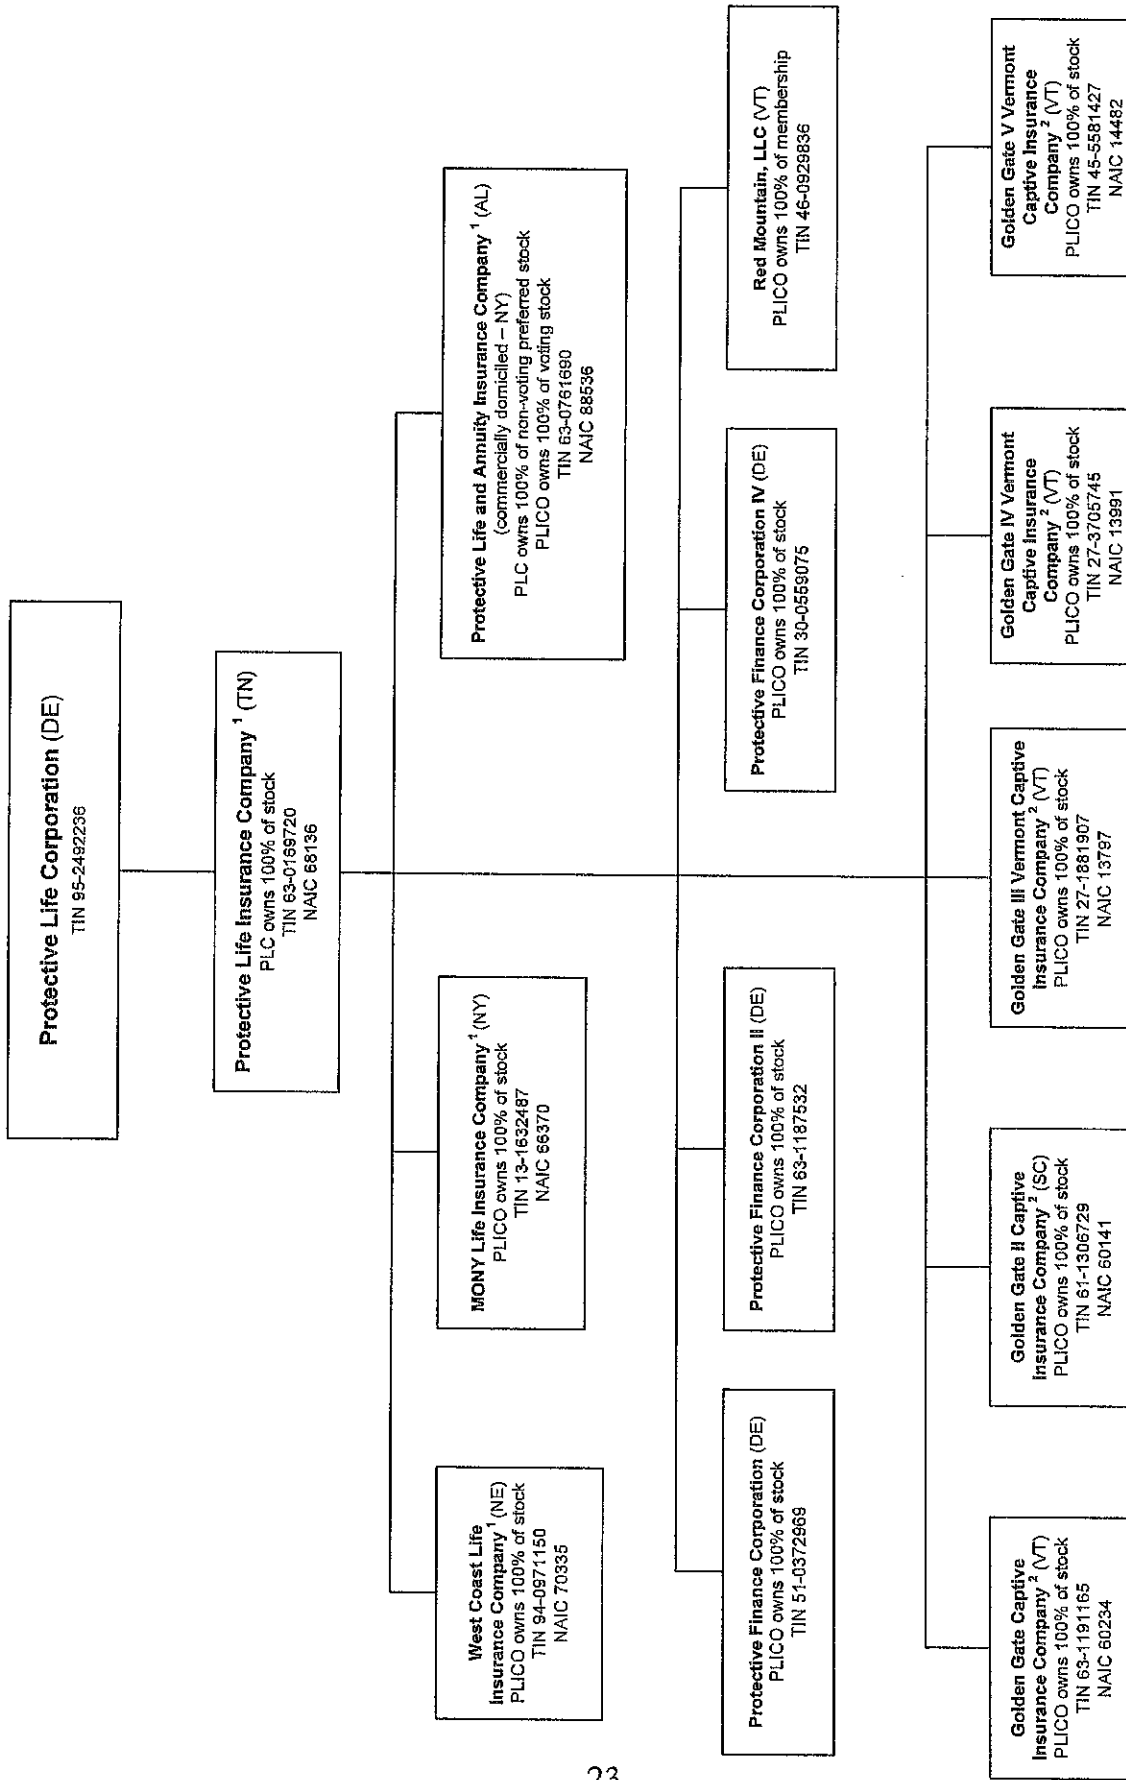 Protective Life Corporation (DE)
TIN 95-2492236
Protective Life Insurance Company ¹ (TN)
PLC owns 100% of stock
TIN 63-0169720
NAIC 68136
West Coast Life
Insurance Company ¹ (NE)
PLICO owns 100% of stock
TIN 94-0971150
NAIC 70335
MONY Life Insurance Company ¹ (NY)
PLICO owns 100% of stock
TIN 13-1632487
NAIC 66370
Protective Life and Annuity Insurance Company ¹ (AL)
(commercially domiciled – NY)
PLC owns 100% of non-voting preferred stock
PLICO owns 100% of voting stock
TIN 63-0761690
NAIC 88536
Protective Finance Corporation (DE)
PLICO owns 100% of stock
TIN 51-0372969
Protective Finance Corporation II (DE)
PLICO owns 100% of stock
TIN 63-1187532
Protective Finance Corporation IV (DE)
PLICO owns 100% of stock
TIN 30-0559075
Red Mountain, LLC (VT)
PLICO owns 100% of membership
TIN 46-0929836
Golden Gate Captive
Insurance Company ² (VT)
PLICO owns 100% of stock
TIN 63-1191165
NAIC 60234
Golden Gate II Captive
Insurance Company ² (SC)
PLICO owns 100% of stock
TIN 61-1306729
NAIC 60141
Golden Gate III Vermont Captive
Insurance Company ² (VT)
PLICO owns 100% of stock
TIN 27-1881907
NAIC 13797
Golden Gate IV Vermont
Captive Insurance
Company ² (VT)
PLICO owns 100% of stock
TIN 27-3705745
NAIC 13991
Golden Gate V Vermont
Captive Insurance
Company ² (VT)
PLICO owns 100% of stock
TIN 45-5581427
NAIC 14482
23